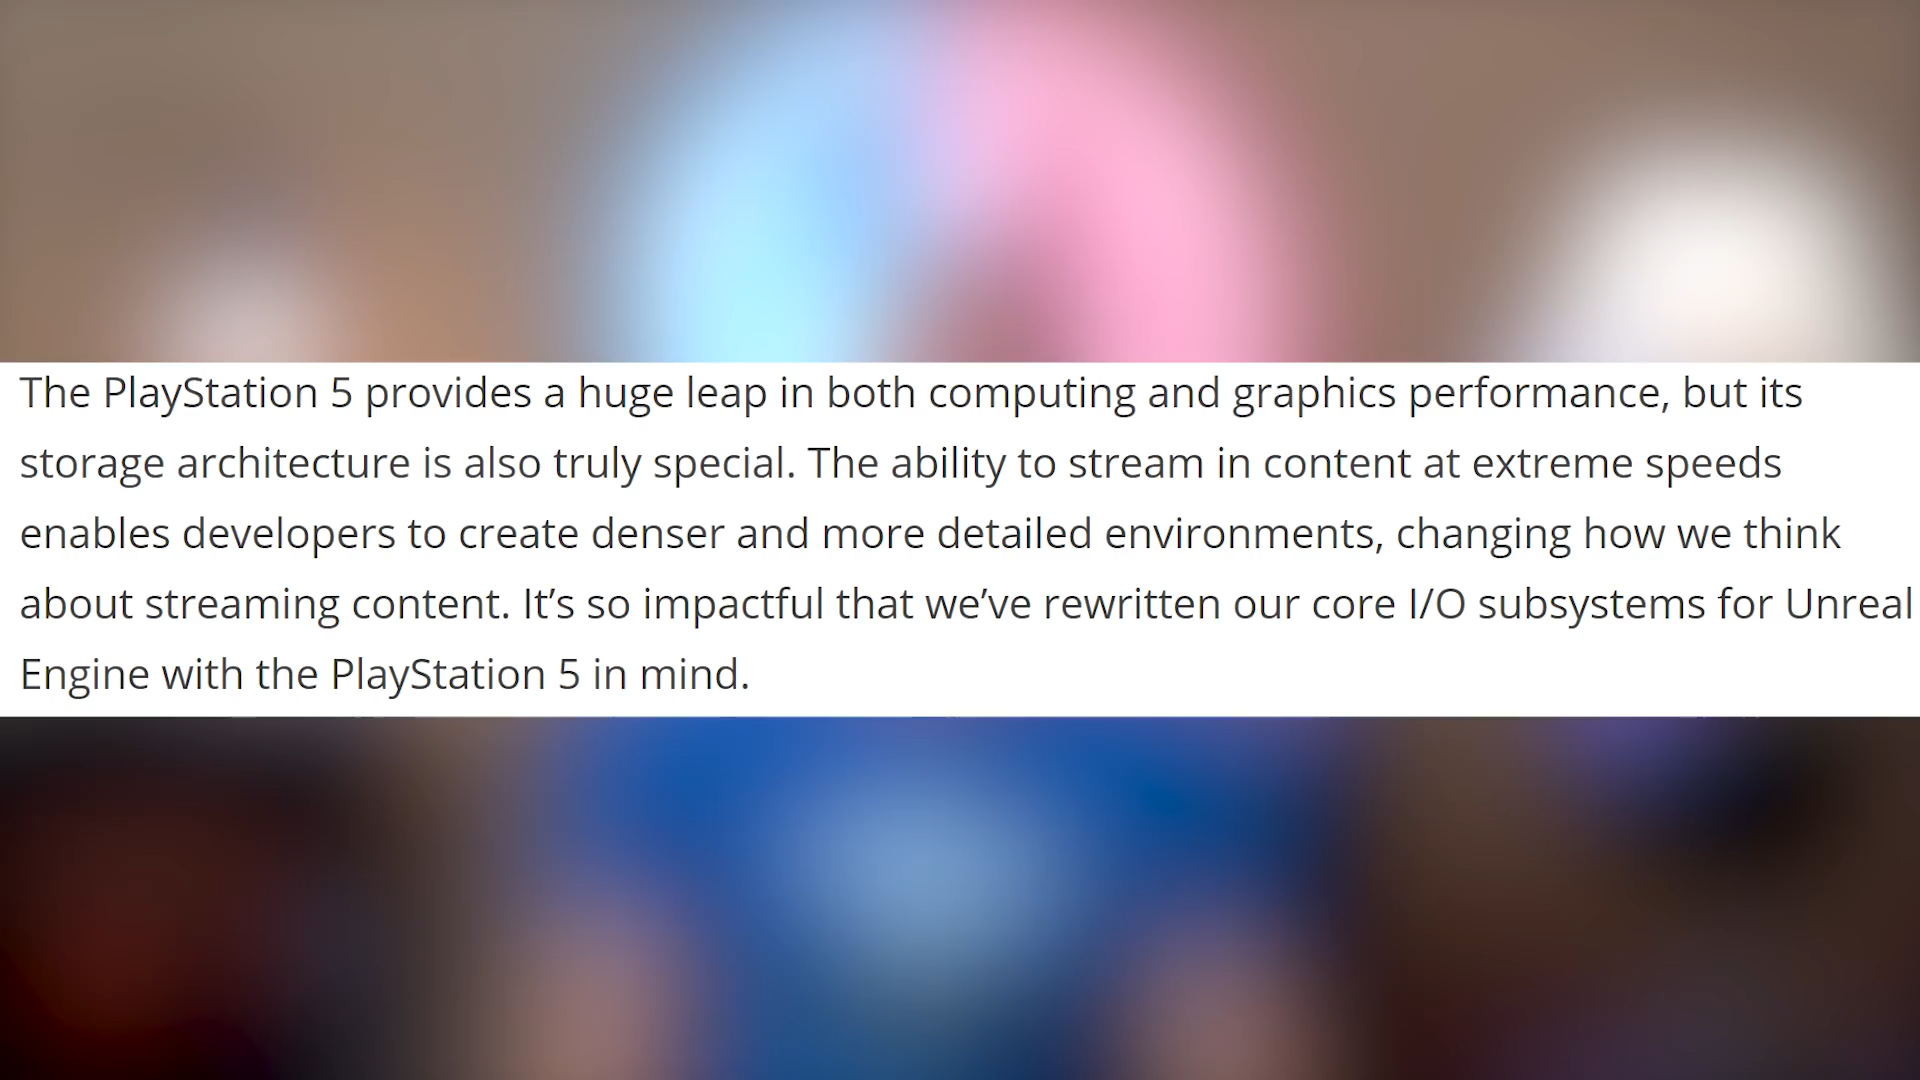 The PlayStation 5 provides a huge leap in both computing and graphics performance, but its
storage architecture is also truly special. The ability to stream in content at extreme speeds
enables developers to create denser and more detailed environments, changing how we think
about streaming content. It’s so impactful that we’ve rewritten our core I/O subsystems for Unreal
Engine with the PlayStation 5 in mind.